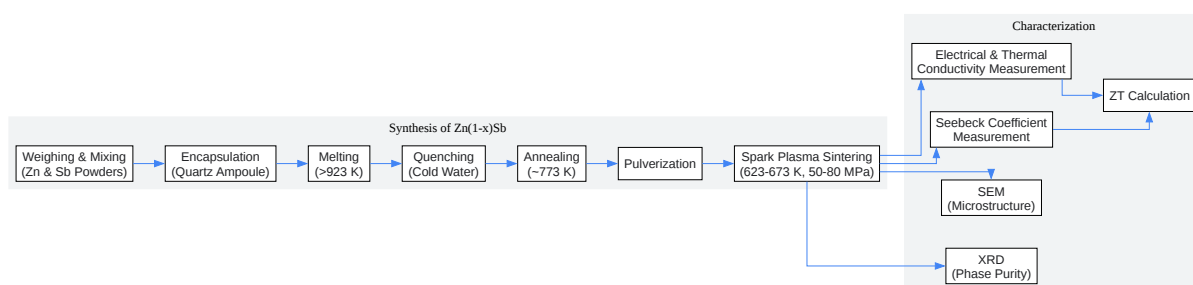 Characterization
Electrical & Thermal
Conductivity Measurement
ZT Calculation
Seebeck Coefficient
Measurement
Synthesis of Zn(1-x)Sb
Weighing & Mixing
(Zn & Sb Powders)
Encapsulation
(Quartz Ampoule)
Melting
(>923 K)
Quenching
(Cold Water)
Annealing
(~773 K)
Pulverization
Spark Plasma Sintering
(623-673 K, 50-80 MPa)
SEM
(Microstructure)
XRD
(Phase Purity)